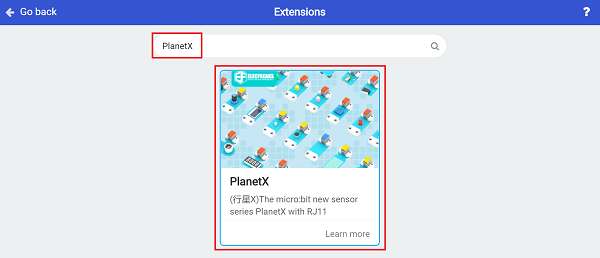 Go back
Extensions
?
PlanetX
ELECFREAKS
PlanetX
(行星X)The micro:bit new sensor
series PlanetX with RJ11
Learn more